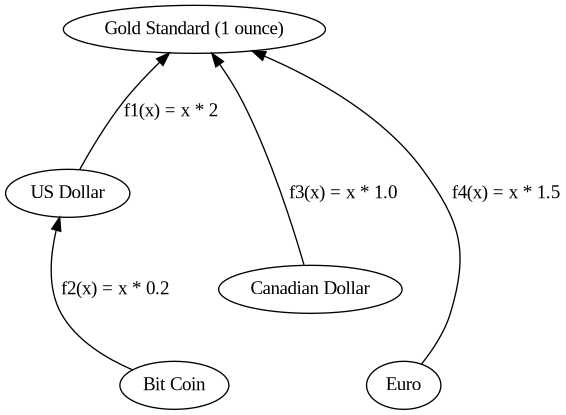 Gold Standard (1 ounce)
f1(x) = x * 2
US Dollar
f3(x) = x * 1.0
f4(x) = x * 1.5
f2(x) = x * 0.2
Canadian Dollar
Bit Coin
Euro